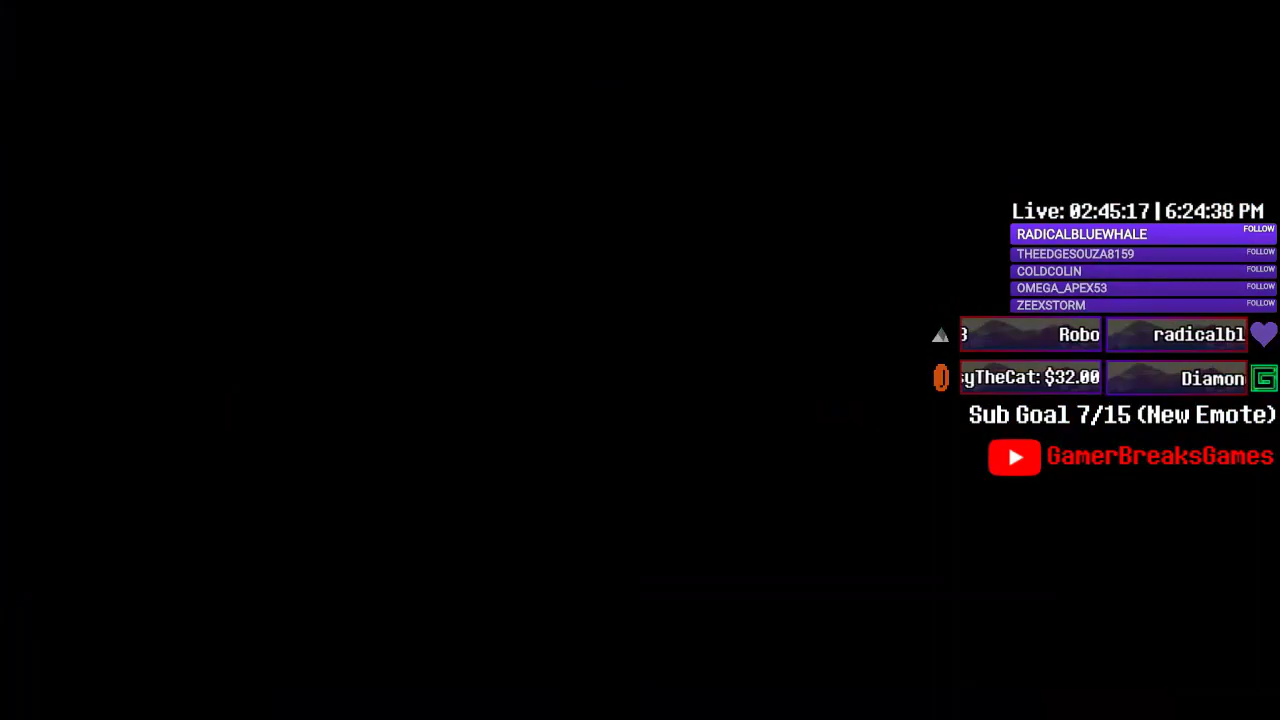 Live: 02:45:17 | 6:24:38 PM
RADICALBLUEWHALE FOLLOW
THEEDGESOUZA8159 FOLLOW
COLDCOLIN FOLLOW
OMEGA_APEX53 FOLLOW
ZEEXSTORM FOLLOW
Robo radicalbl
syTheCat: $32.00 Diamon
Sub Goal 7/15 (New Emote)
GamerBreaksGames